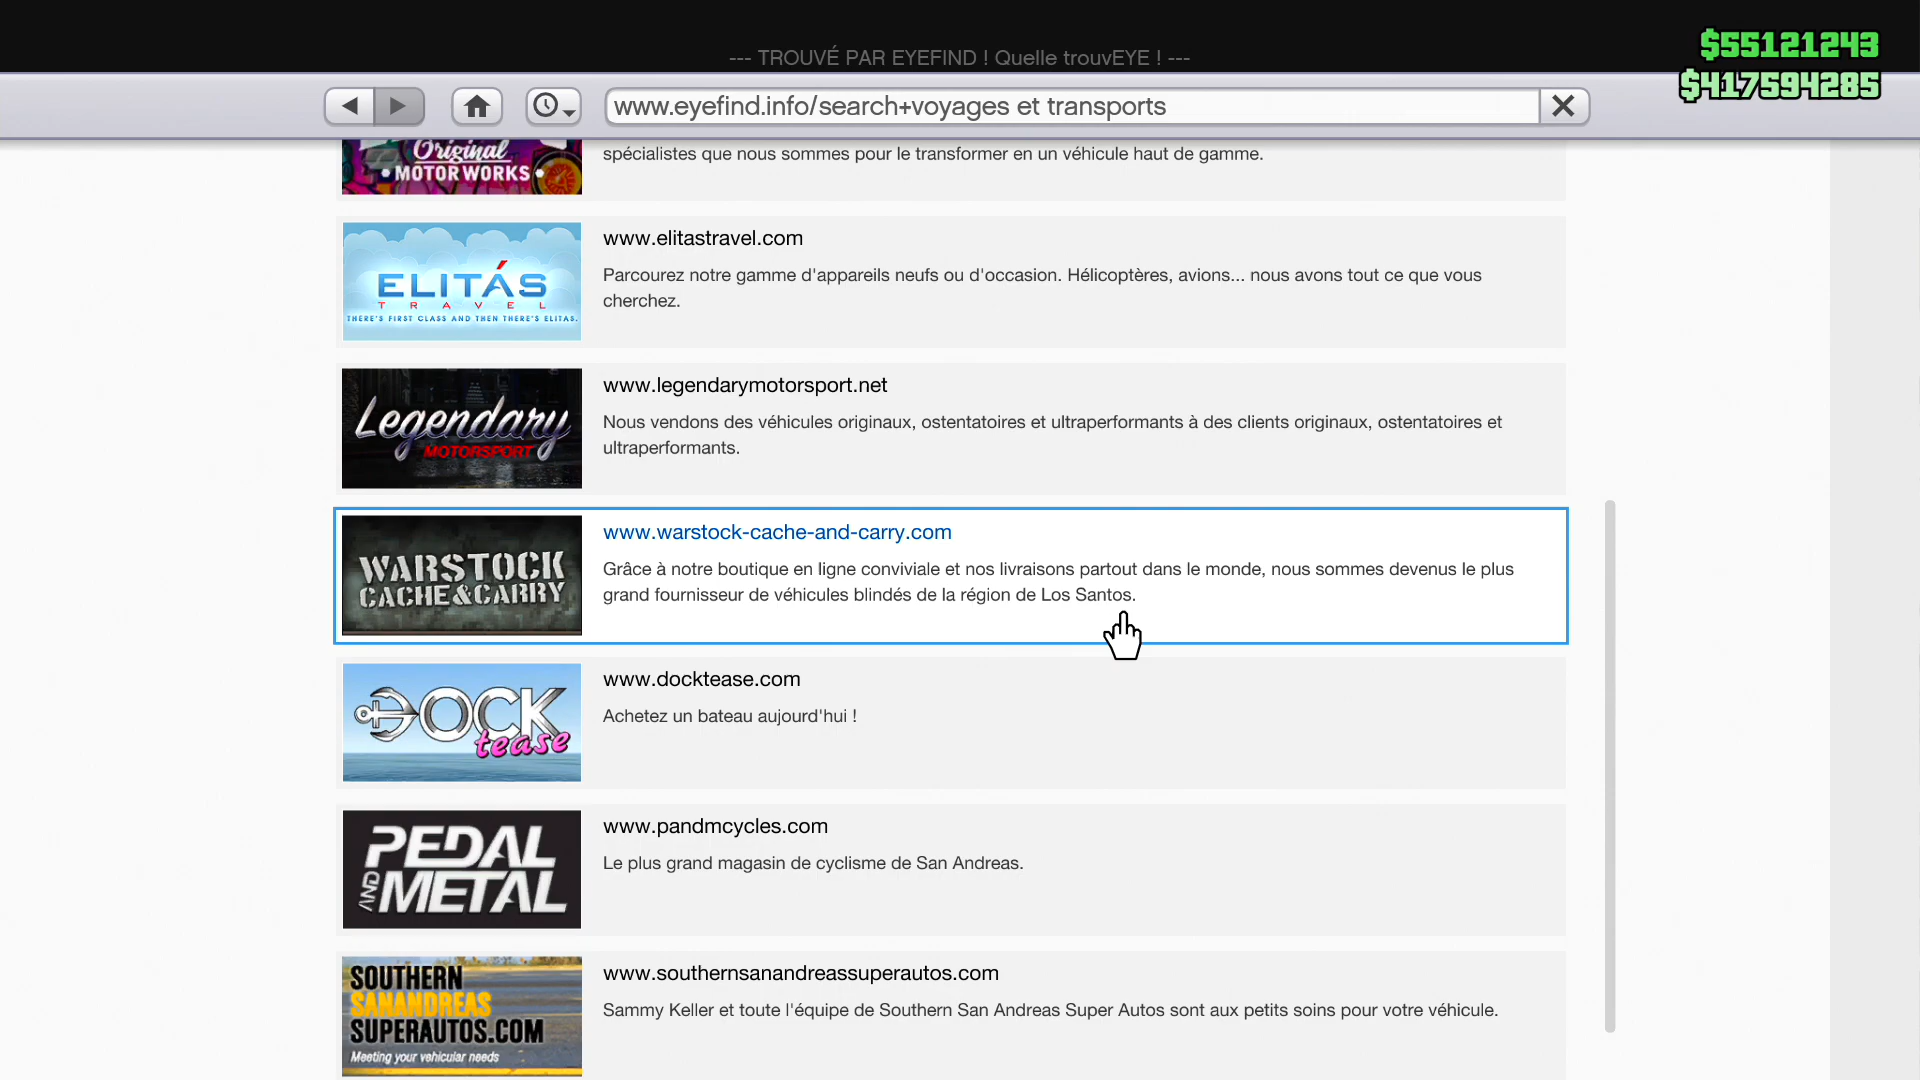 --- TROUVÉ PAR EYEFIND ! Quelle trouvEYE ! ---
$55121243
$417594285
www.eyefind.info/search+voyages et transports
Original
MOTOR WORKS
spécialistes que nous sommes pour le transformer en un véhicule haut de gamme.
ELITÁS
TRAVEL
THERE'S FIRST CLASS AND THEN THERE'S ELITAS.
www.elitastravel.com
Parcourez notre gamme d'appareils neufs ou d'occasion. Hélicoptères, avions... nous avons tout ce que vous
cherchez.
Legendary
MOTORSPORT
www.legendarymotorsport.net
Nous vendons des véhicules originaux, ostentatoires et ultraperformants à des clients originaux, ostentatoires et
ultraperformants.
WARSTOCK
CACHE&CARRY
www.warstock-cache-and-carry.com
Grâce à notre boutique en ligne conviviale et nos livraisons partout dans le monde, nous sommes devenus le plus
grand fournisseur de véhicules blindés de la région de Los Santos.
DOCK
tease
www.docktease.com
Achetez un bateau aujourd'hui !
PEDAL
AND METAL
www.pandmcycles.com
Le plus grand magasin de cyclisme de San Andreas.
SOUTHERN
SANANDREAS
SUPERAUTOS.COM
Meeting your vehicular needs
www.southernsanandreassuperautos.com
Sammy Keller et toute l'équipe de Southern San Andreas Super Autos sont aux petits soins pour votre véhicule.